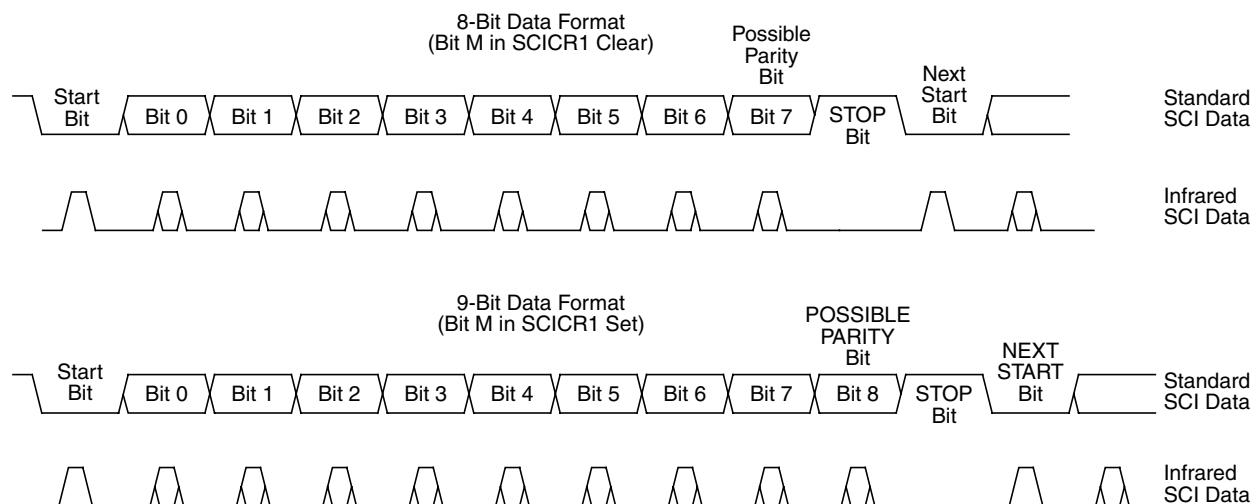 8-Bit Data Format
(Bit M in SCICR1 Clear)
Possible
Parity
Bit
Start
Bit
Bit 0
Bit 1
Bit 2
Bit 3
Bit 4
Bit 5
Bit 6
Bit 7
STOP
Bit
Next
Start
Bit
Standard
SCI Data
Infrared
SCI Data
9-Bit Data Format
(Bit M in SCICR1 Set)
POSSIBLE
PARITY
Bit
Start
Bit
Bit 0
Bit 1
Bit 2
Bit 3
Bit 4
Bit 5
Bit 6
Bit 7
Bit 8
STOP
Bit
NEXT
START
Bit
Standard
SCI Data
Infrared
SCI Data